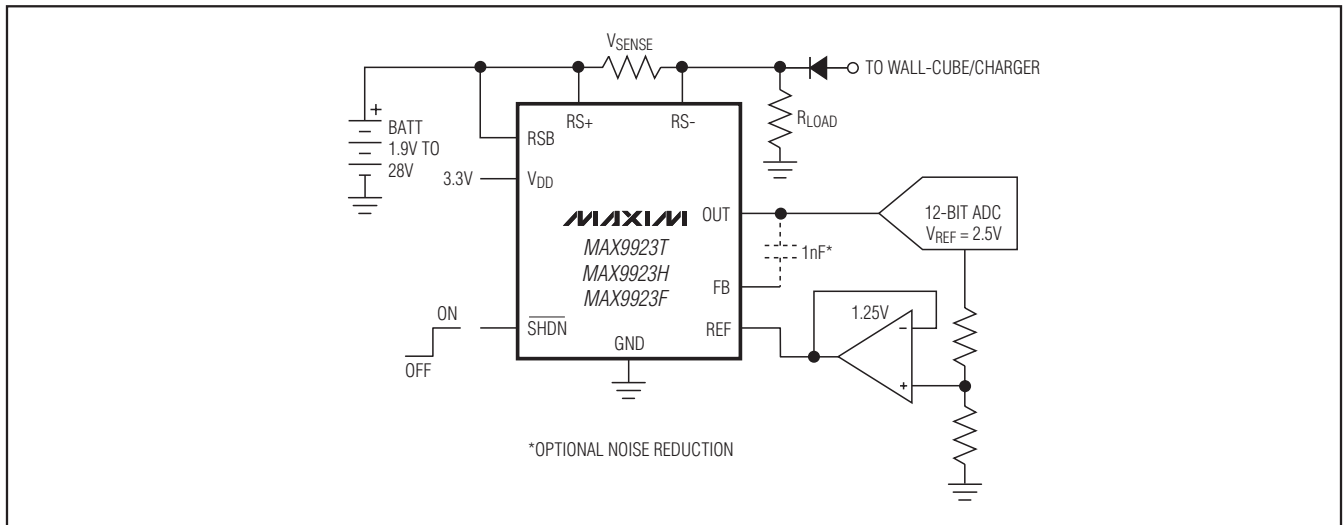 VSENSE
TO WALL-CUBE/CHARGER
+
BATT
1.9V TO
28V
RS+
RS-
RLOAD
RSB
3.3V
VDD
MAXIM
MAX9923T
MAX9923H
MAX9923F
OUT
12-BIT ADC
VREF = 2.5V
1nF*
FB
1.25V
-
+
REF
ON
OFF
SHDN
GND
*OPTIONAL NOISE REDUCTION